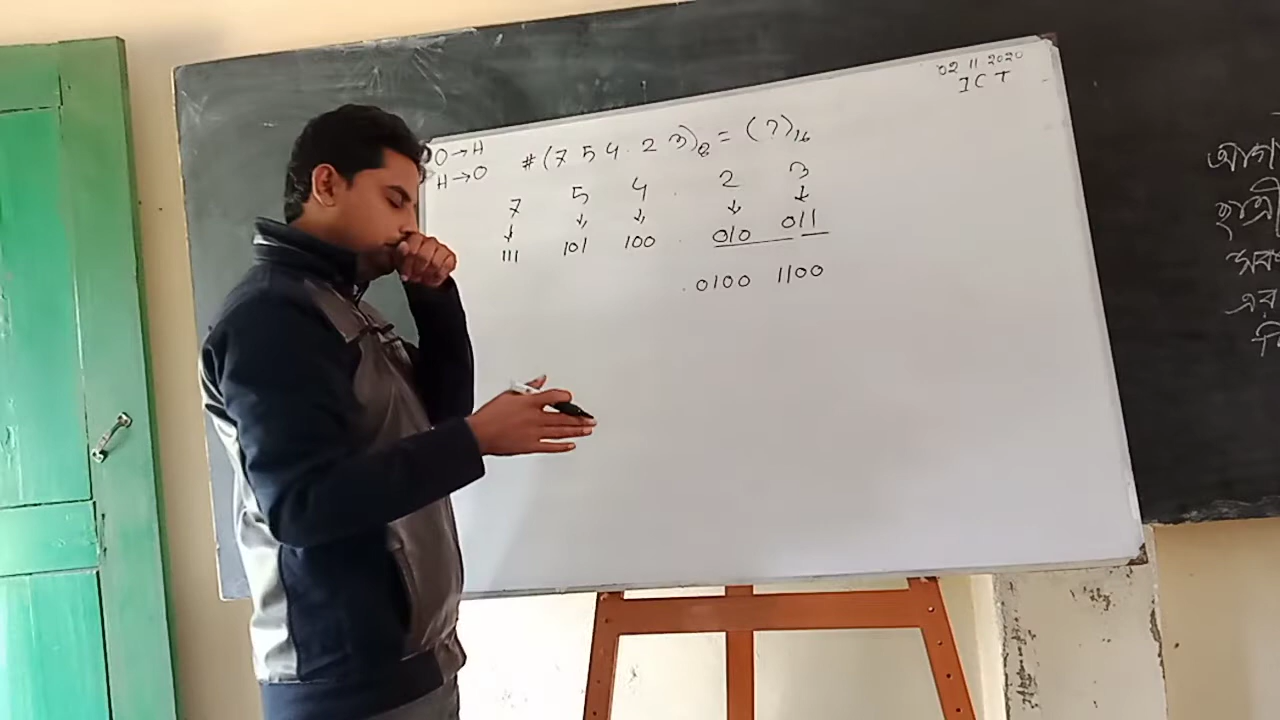 02 11 2020
ICT
O→H
H→O
# (7 5 4 . 2 3)₈ = (?)₁₆
7 5 4 . 2 3
↓ ↓ ↓ ↓ ↓
111 101 100 . 010 011
. 0100 1100
এর